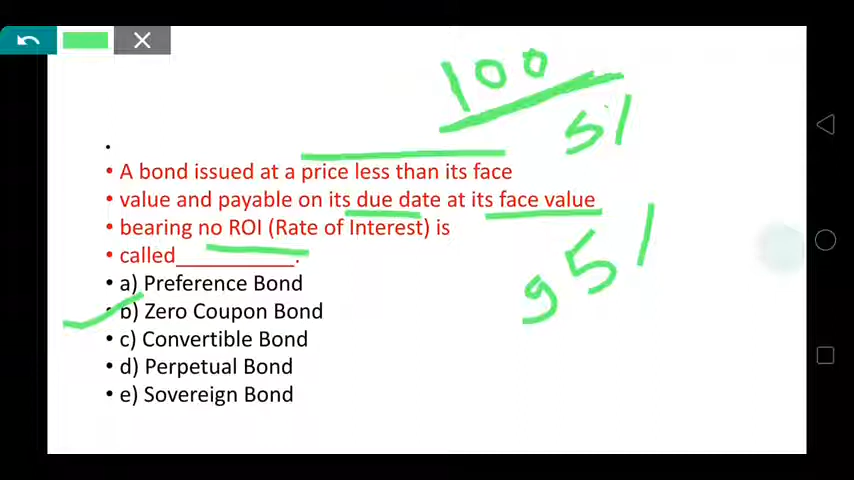 100
5/
• A bond issued at a price less than its face
• value and payable on its due date at its face value
• bearing no ROI (Rate of Interest) is
• called__________.
• a) Preference Bond
• b) Zero Coupon Bond
• c) Convertible Bond
• d) Perpetual Bond
• e) Sovereign Bond
95/